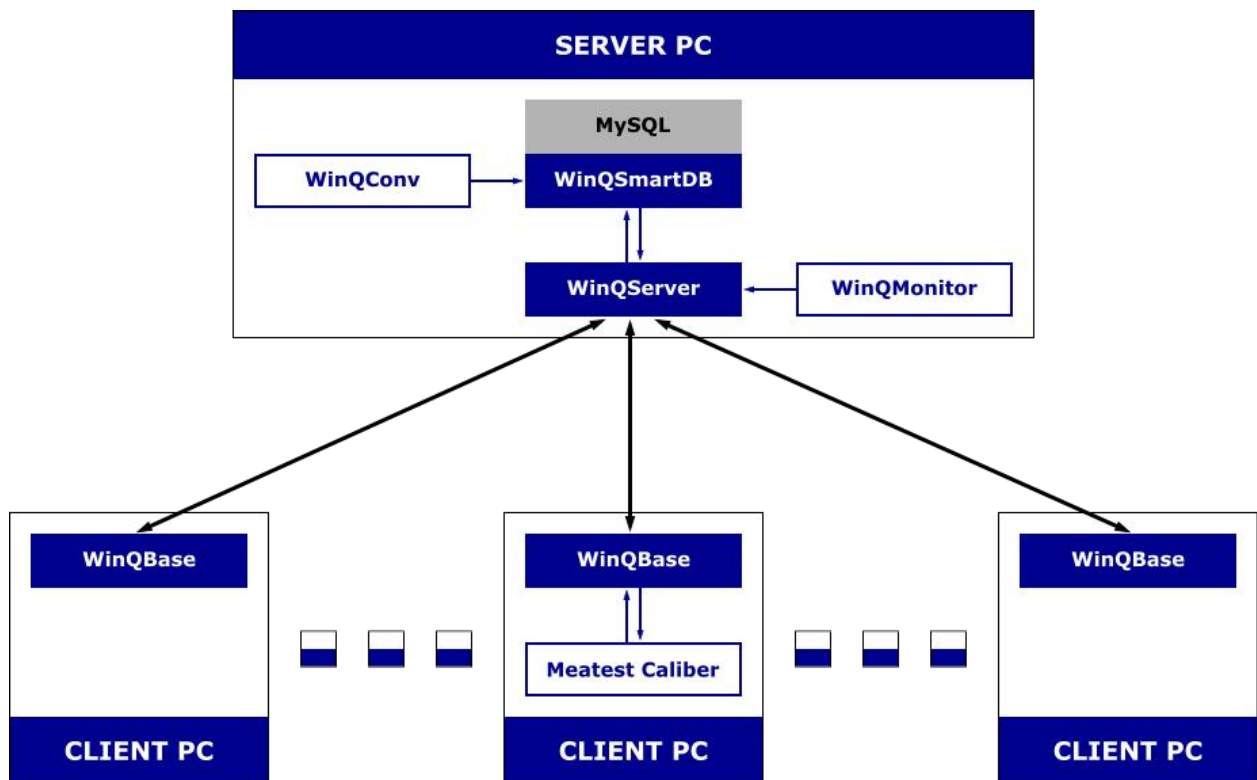 SERVER PC
MySQL
WinQConv
WinQSmartDB
WinQServer
WinQMonitor
WinQBase
WinQBase
WinQBase
Meatest Caliber
CLIENT PC
CLIENT PC
CLIENT PC